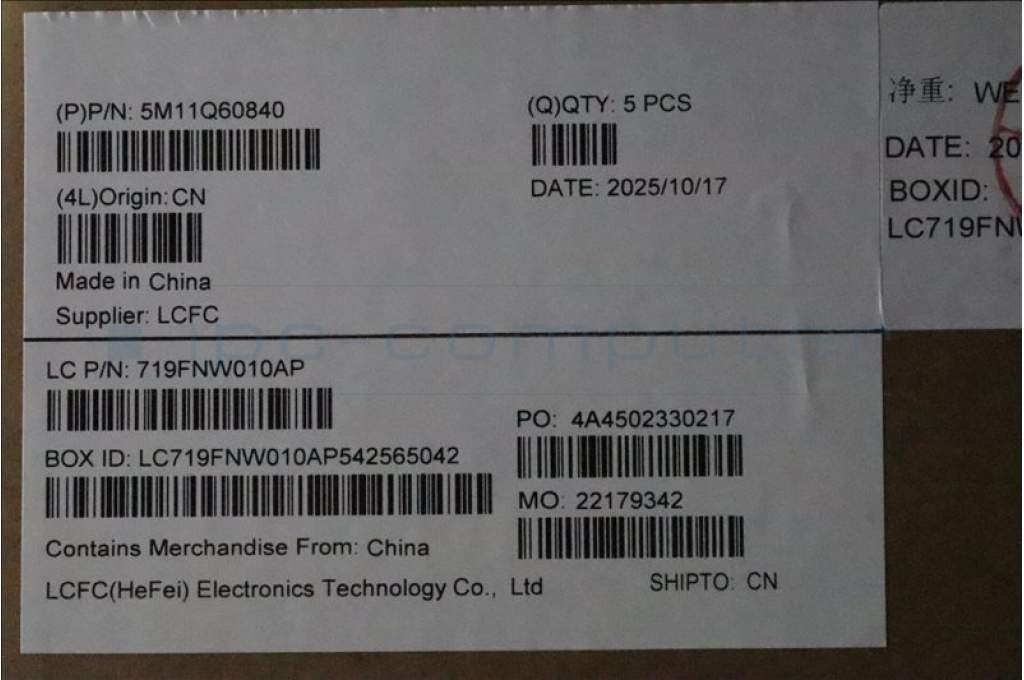 (P)P/N: 5M11Q60840
(Q)QTY: 5 PCS
DATE: 2025/10/17
(4L)Origin:CN
Made in China
Supplier: LCFC
LC P/N: 719FNW010AP
BOX ID: LC719FNW010AP542565042
PO: 4A4502330217
MO: 22179342
Contains Merchandise From: China
LCFC(HeFei) Electronics Technology Co., Ltd
SHIPTO: CN
净重: WE
DATE: 20
BOXID:
LC719FN
pc computer